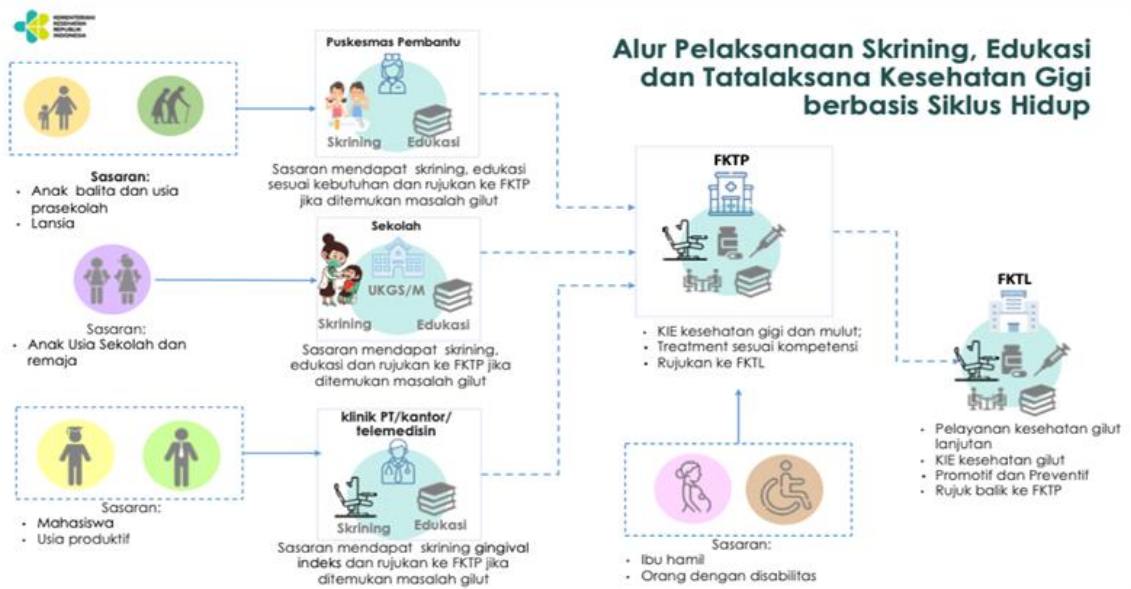 KEMENTERIAN
KESEHATAN
REPUBLIK
INDONESIA
Alur Pelaksanaan Skrining, Edukasi
dan Tatalaksana Kesehatan Gigi
berbasis Siklus Hidup
Sasaran:
• Anak balita dan usia
prasekolah
• Lansia
Puskesmas Pembantu
Skrining Edukasi
Sasaran mendapat skrining, edukasi
sesuai kebutuhan dan rujukan ke FKTP
jika ditemukan masalah gilut
Sasaran:
• Anak Usia Sekolah dan
remaja
Sekolah
UKGS/M
Skrining Edukasi
Sasaran mendapat skrining,
edukasi dan rujukan ke FKTP jika
ditemukan masalah gilut
Sasaran:
• Mahasiswa
• Usia produktif
klinik PT/kantor/
telemedisin
Skrining Edukasi
Sasaran mendapat skrining gingival
indeks dan rujukan ke FKTP jika
ditemukan masalah gilut
FKTP
• KIE kesehatan gigi dan mulut;
• Treatment sesuai kompetensi
• Rujukan ke FKTL
Sasaran:
• Ibu hamil
• Orang dengan disabilitas
FKTL
• Pelayanan kesehatan gilut
lanjutan
• KIE kesehatan gilut
• Promotif dan Preventif
• Rujuk balik ke FKTP